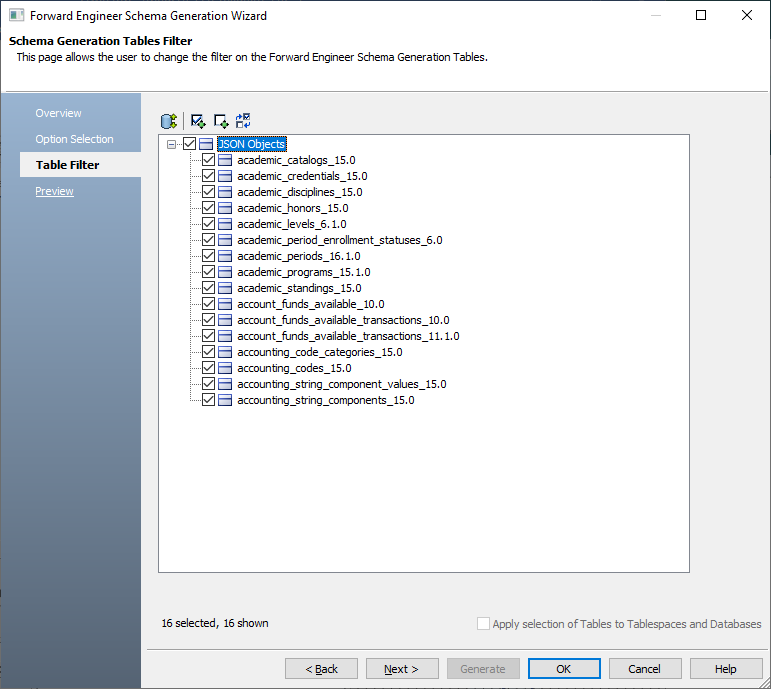 Forward Engineer Schema Generation Wizard
Schema Generation Tables Filter
This page allows the user to change the filter on the Forward Engineer Schema Generation Tables.
Overview
Option Selection
Table Filter
Preview
JSON Objects
academic_catalogs_15.0
academic_credentials_15.0
academic_disciplines_15.0
academic_honors_15.0
academic_levels_6.1.0
academic_period_enrollment_statuses_6.0
academic_periods_16.1.0
academic_programs_15.1.0
academic_standings_15.0
account_funds_available_10.0
account_funds_available_transactions_10.0
account_funds_available_transactions_11.1.0
accounting_code_categories_15.0
accounting_codes_15.0
accounting_string_component_values_15.0
accounting_string_components_15.0
16 selected, 16 shown
Apply selection of Tables to Tablespaces and Databases
< Back
Next >
Generate
OK
Cancel
Help